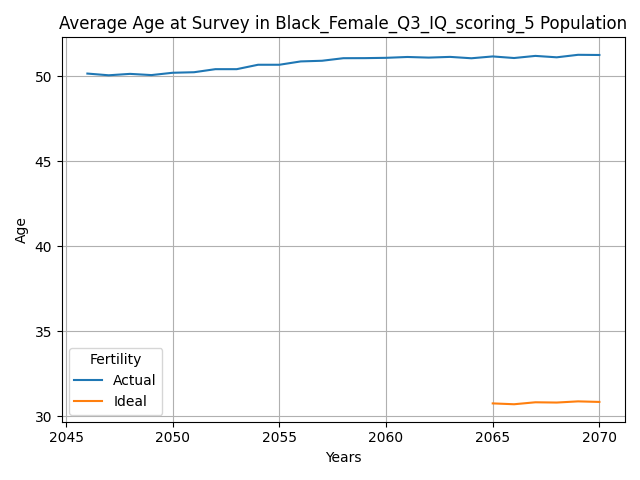 Average Age at Survey in Black_Female_Q3_IQ_scoring_5 Population
Age
50
45
40
35
30
Fertility
Actual
Ideal
2045 2050 2055 2060 2065 2070
Years